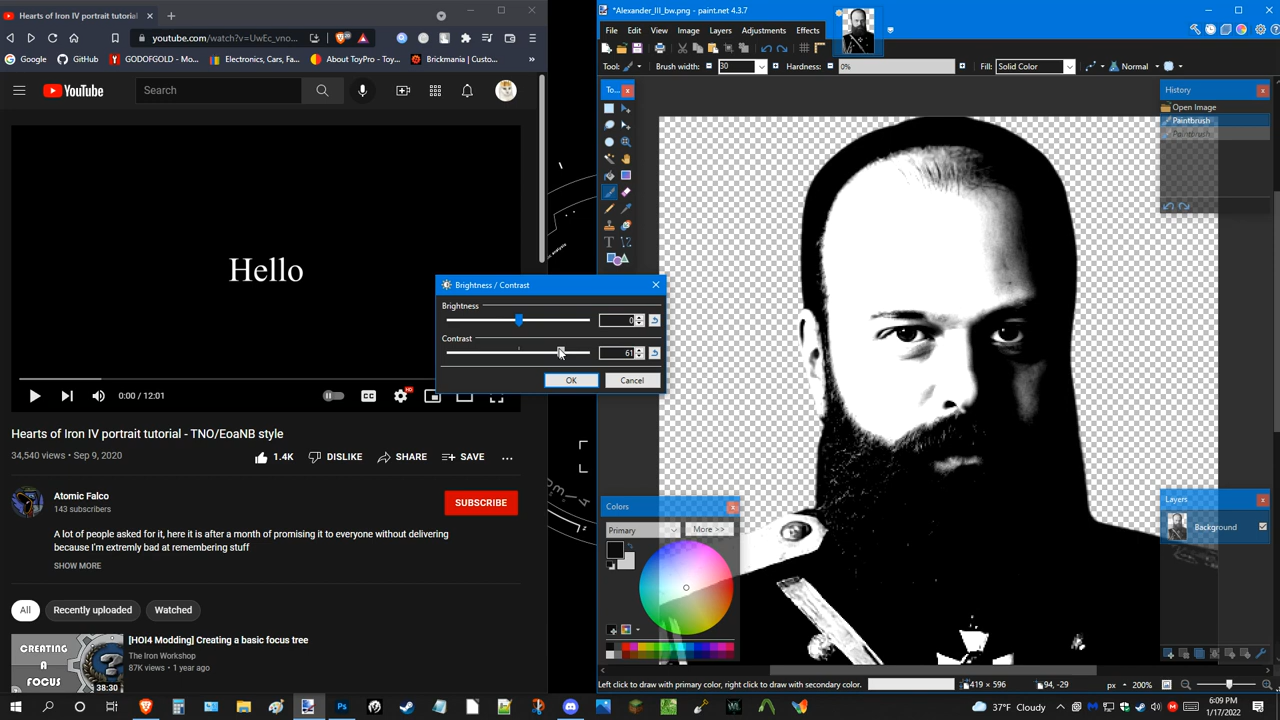 Hearts of Iron IV portrait tutorial
youtube.com/watch?v=UwEc_vno...
Google
GitHub
Top 40 Most Mo...
Electronics, Cars, Fa...
About ToyPro - Toy...
Brickmania | Custo...
YouTube
Search
Hello
0:00 / 12:01
CC
HD
Hearts of Iron IV portrait tutorial - TNO/EoaNB style
34,540 views • Sep 9, 2020
1.4K
DISLIKE
SHARE
SAVE
Atomic Falco
143 subscribers
SUBSCRIBE
A lot of people asked for it, here it is after a month of promising it to everyone without delivering
because I'm exremly bad at remembering stuff
SHOW MORE
All
Recently uploaded
Watched
CREATING
A
FOCUS
38:30
[HOI4 Modding] Creating a basic focus tree
The Iron Workshop
87K views • 1 year ago
Brightness / Contrast
Brightness
0
Contrast
61
OK
Cancel
*Alexander_III_bw.png - paint.net 4.3.7
File
Edit
View
Image
Layers
Adjustments
Effects
Tool:
Brush width:
30
Hardness:
0%
Fill:
Solid Color
Normal
To...
History
Open Image
Paintbrush
Paintbrush
Colors
Primary
More >>
Layers
Background
Left click to draw with primary color, right click to draw with secondary color.
419 × 596
94, -29
px
200%
37°F Cloudy
6:09 PM
1/17/2022